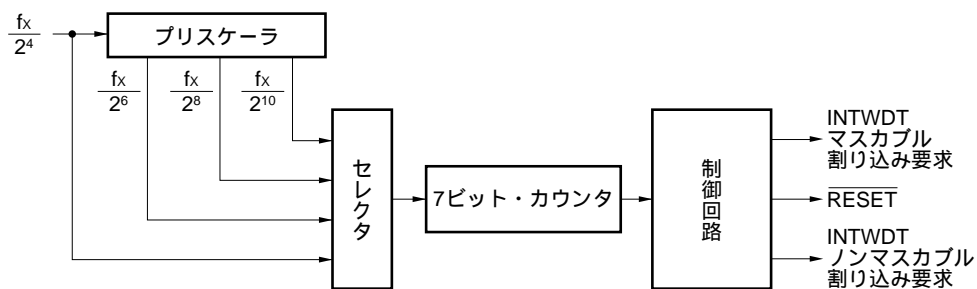 fX
2⁴
プリスケーラ
fX
2⁶
fX
2⁸
fX
2¹⁰
セレクタ
7ビット・カウンタ
制御回路
INTWDT
マスカブル
割り込み要求
RESET
INTWDT
ノンマスカブル
割り込み要求